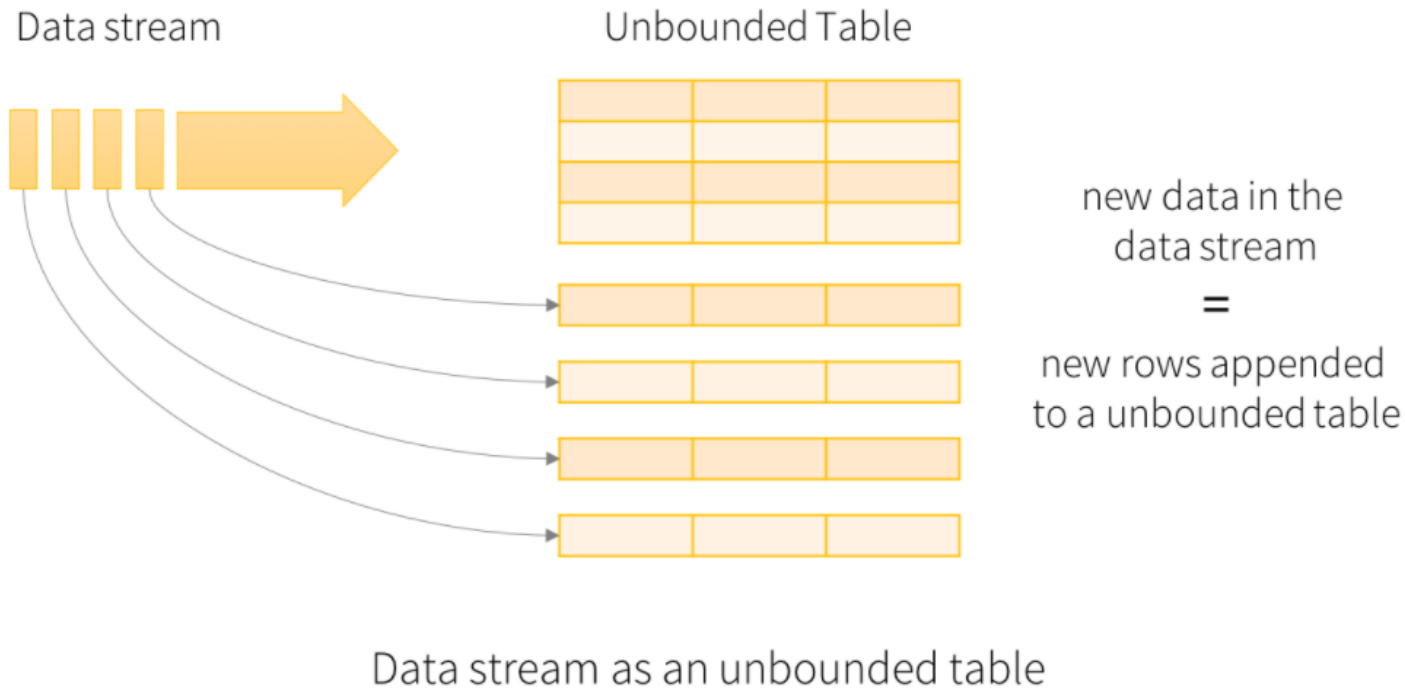 Data stream
Unbounded Table
new data in the
data stream
=
new rows appended
to a unbounded table
Data stream as an unbounded table